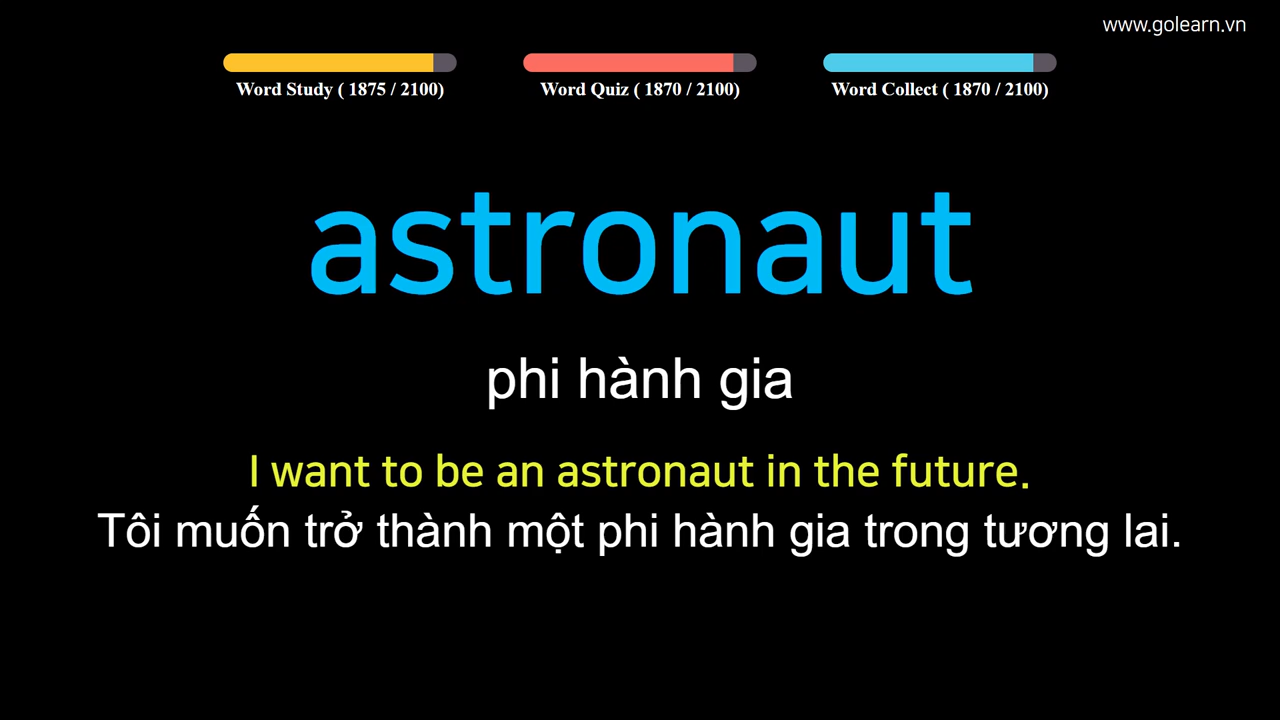 www.golearn.vn
Word Study ( 1875 / 2100)
Word Quiz ( 1870 / 2100)
Word Collect ( 1870 / 2100)
astronaut
phi hành gia
I want to be an astronaut in the future.
Tôi muốn trở thành một phi hành gia trong tương lai.